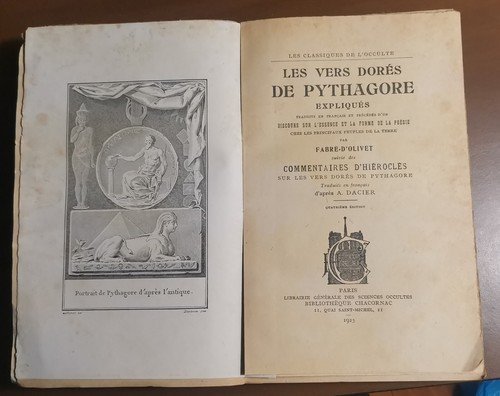 Portrait de Pythagore d'après l'antique.
LES CLASSIQUES DE L'OCCULTE
LES VERS DORÉS
DE PYTHAGORE
EXPLIQUÉS
TRADUITS EN FRANÇAIS ET PRÉCÉDÉS D'UN
DISCOURS SUR L'ESSENCE ET LA FORME DE LA POÉSIE
CHEZ LES PRINCIPAUX PEUPLES DE LA TERRE
PAR
FABRE-D'OLIVET
suivis des
COMMENTAIRES D'HIÉROCLÈS
SUR LES VERS DORÉS DE PYTHAGORE
Traduits en français
d'après A. DACIER
QUATRIÈME ÉDITION
PARIS
LIBRAIRIE GÉNÉRALE DES SCIENCES OCCULTES
BIBLIOTHÈQUE CHACORNAC
11, QUAI SAINT-MICHEL, 11